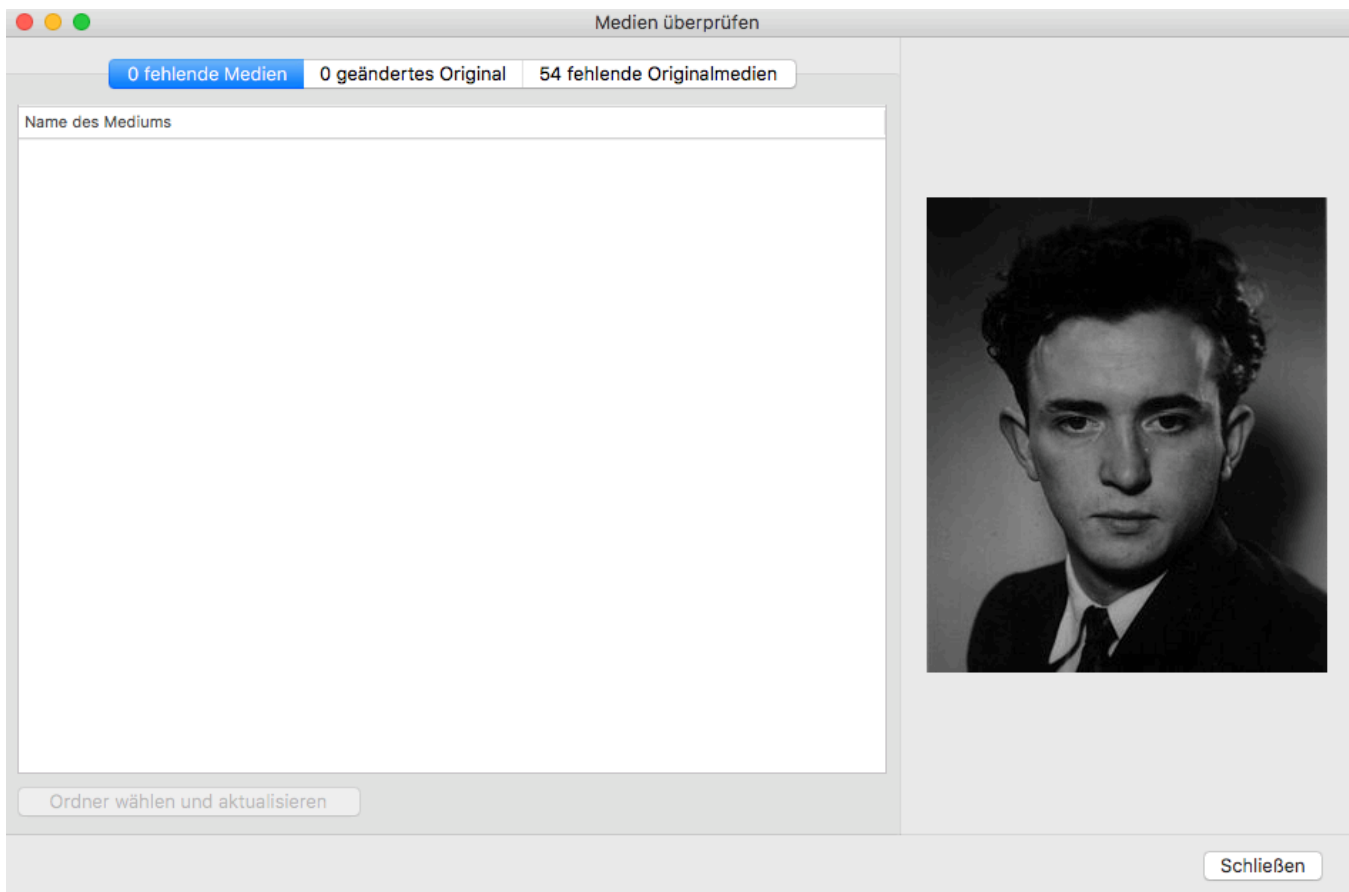 Medien überprüfen
0 fehlende Medien 0 geändertes Original 54 fehlende Originalmedien
Name des Mediums
Ordner wählen und aktualisieren
Schließen